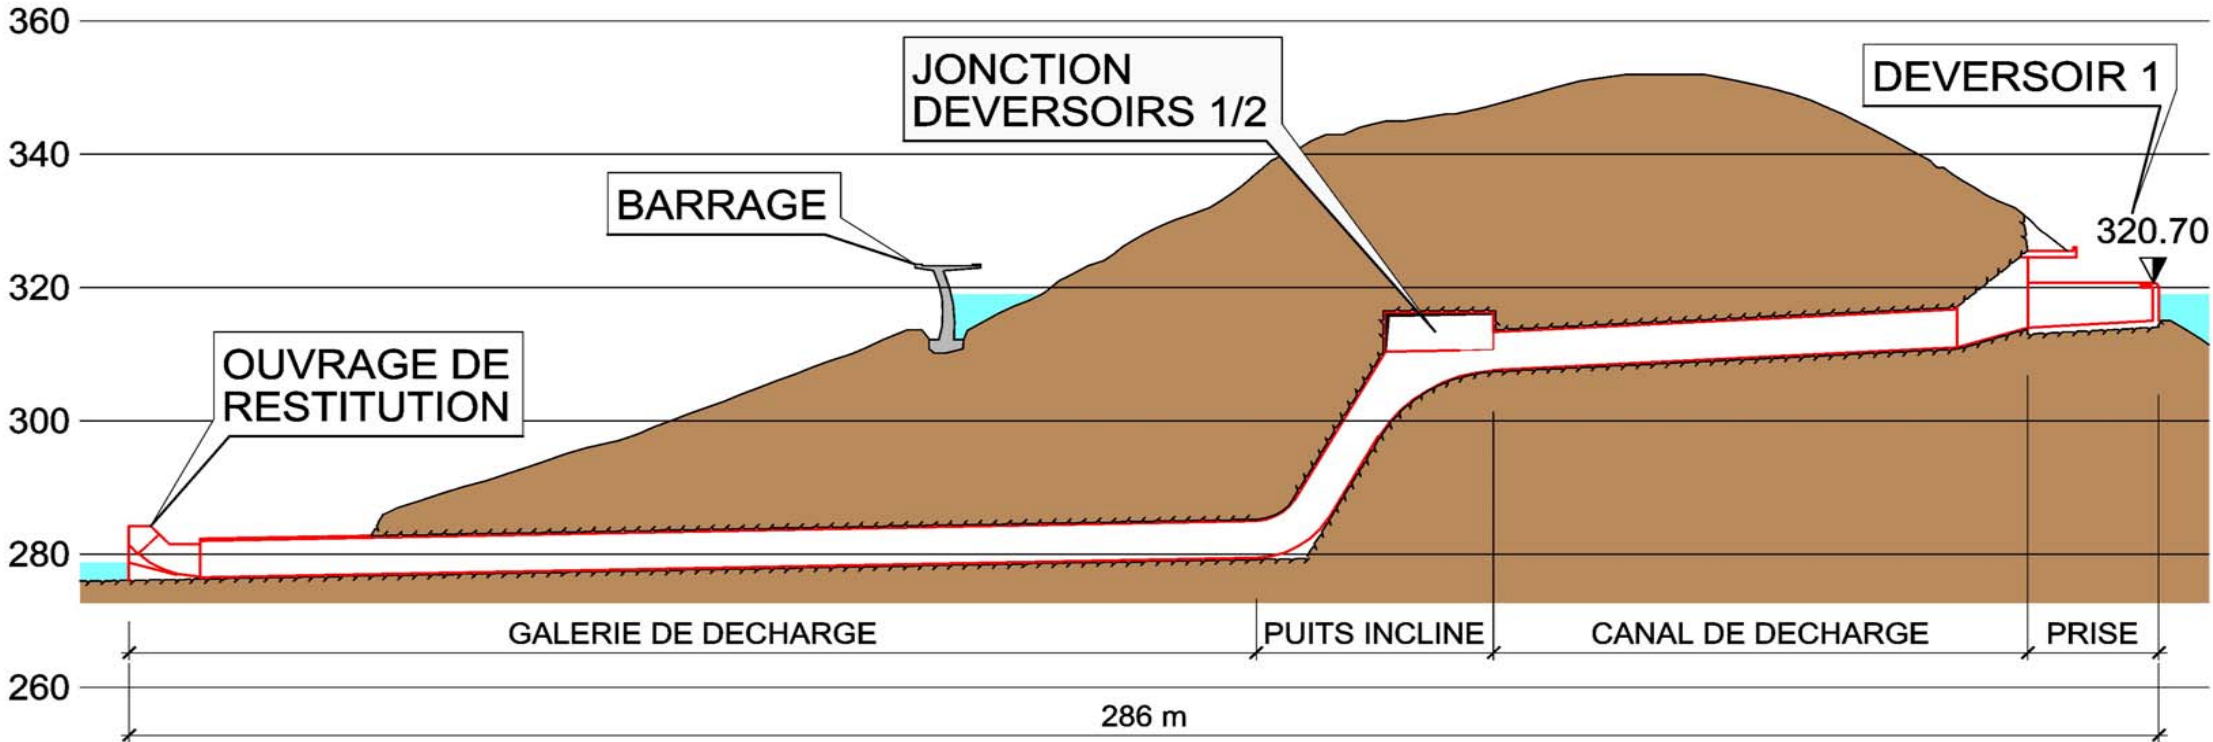 360
JONCTION
DEVERSOIRS 1/2
DEVERSOIR 1
340
BARRAGE
320.70
320
OUVRAGE DE
RESTITUTION
300
280
GALERIE DE DECHARGE
PUITS INCLINE
CANAL DE DECHARGE
PRISE
260
286 m